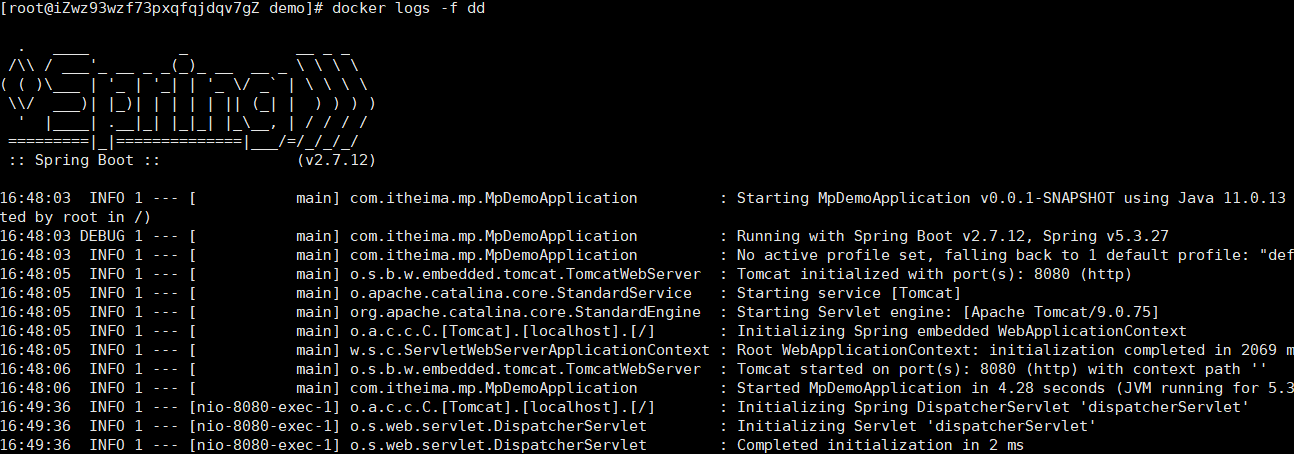 [root@iZwz93wzf73pxqfqjdqv7gZ demo]# docker logs -f dd
  .   ____          _            __ _ _
 /\\ / ___'_ __ _ _(_)_ __  __ _ \ \ \ \
( ( )\___ | '_ | '_| | '_ \/ _` | \ \ \ \
 \\/  ___)| |_)| | | | | || (_| |  ) ) ) )
  '  |____| .__|_| |_|_| |_\__, | / / / /
 =========|_|==============|___/=/_/_/_/
 :: Spring Boot ::               (v2.7.12)
16:48:03  INFO 1 --- [           main] com.itheima.mp.MpDemoApplication         : Starting MpDemoApplication v0.0.1-SNAPSHOT using Java 11.0.13
ted by root in /)
16:48:03 DEBUG 1 --- [           main] com.itheima.mp.MpDemoApplication         : Running with Spring Boot v2.7.12, Spring v5.3.27
16:48:03  INFO 1 --- [           main] com.itheima.mp.MpDemoApplication         : No active profile set, falling back to 1 default profile: "def
16:48:05  INFO 1 --- [           main] o.s.b.w.embedded.tomcat.TomcatWebServer  : Tomcat initialized with port(s): 8080 (http)
16:48:05  INFO 1 --- [           main] o.apache.catalina.core.StandardService   : Starting service [Tomcat]
16:48:05  INFO 1 --- [           main] org.apache.catalina.core.StandardEngine  : Starting Servlet engine: [Apache Tomcat/9.0.75]
16:48:05  INFO 1 --- [           main] o.a.c.c.C.[Tomcat].[localhost].[/]       : Initializing Spring embedded WebApplicationContext
16:48:05  INFO 1 --- [           main] w.s.c.ServletWebServerApplicationContext : Root WebApplicationContext: initialization completed in 2069 m
16:48:06  INFO 1 --- [           main] o.s.b.w.embedded.tomcat.TomcatWebServer  : Tomcat started on port(s): 8080 (http) with context path ''
16:48:06  INFO 1 --- [           main] com.itheima.mp.MpDemoApplication         : Started MpDemoApplication in 4.28 seconds (JVM running for 5.3
16:49:36  INFO 1 --- [nio-8080-exec-1] o.a.c.c.C.[Tomcat].[localhost].[/]       : Initializing Spring DispatcherServlet 'dispatcherServlet'
16:49:36  INFO 1 --- [nio-8080-exec-1] o.s.web.servlet.DispatcherServlet        : Initializing Servlet 'dispatcherServlet'
16:49:36  INFO 1 --- [nio-8080-exec-1] o.s.web.servlet.DispatcherServlet        : Completed initialization in 2 ms